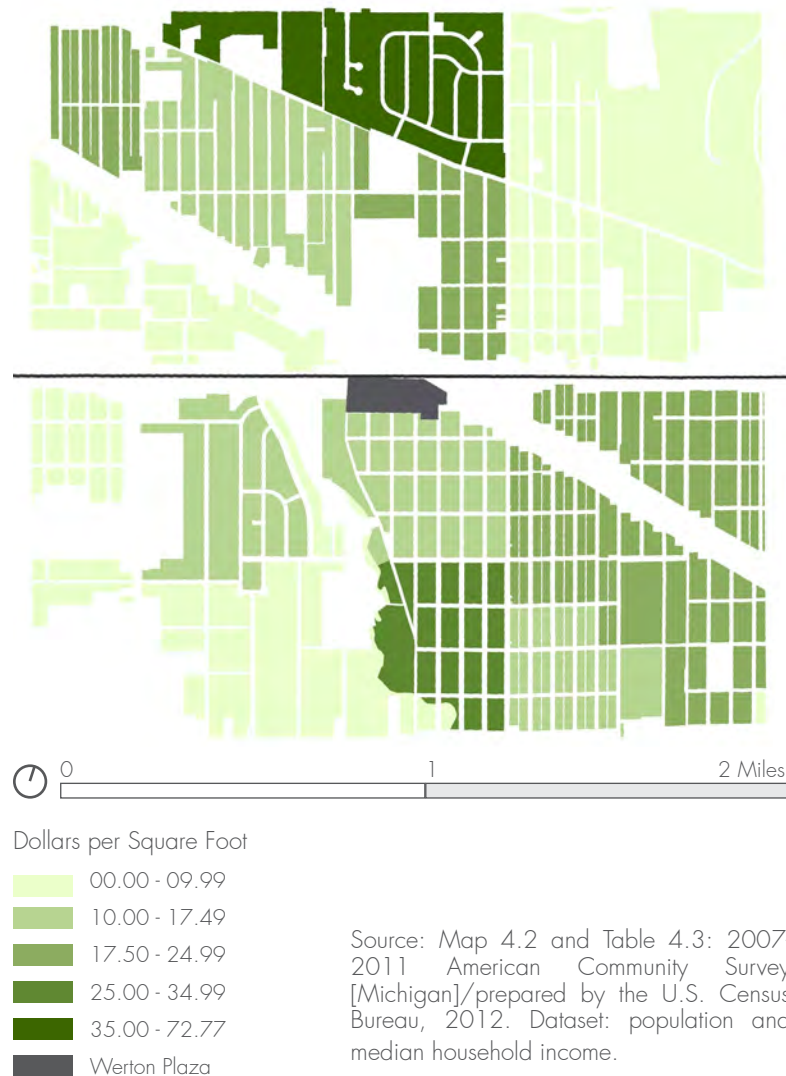 0 1 2 Miles
Dollars per Square Foot
00.00 - 09.99
10.00 - 17.49
17.50 - 24.99
25.00 - 34.99
35.00 - 72.77
Werton Plaza
Source: Map 4.2 and Table 4.3: 2007
2011 American Community Survey
[Michigan]/prepared by the U.S. Census
Bureau, 2012. Dataset: population and
median household income.